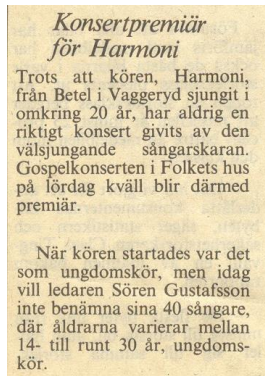 Konsertpremiär
för Harmoni
Trots att kören, Harmoni,
från Betel i Vaggeryd sjungit i
omkring 20 år, har aldrig en
riktigt konsert givits av den
välsjungande sångarskaran.
Gospelkonserten i Folkets hus
på lördag kväll blir därmed
premiär.
När kören startades var det
som ungdomskör, men idag
vill ledaren Sören Gustafsson
inte benämna sina 40 sångare,
där åldrarna varierar mellan
14- till runt 30 år, ungdoms-
kör.